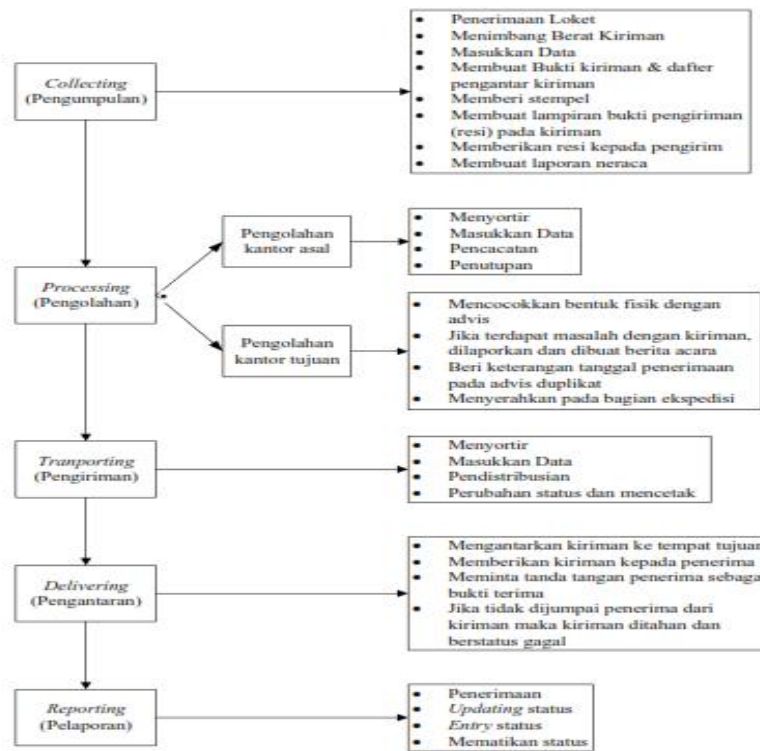 Collecting
(Pengumpulan)
• Penerimaan Loket
• Menimbang Berat Kiriman
• Masukkan Data
• Membuat Bukti kiriman & dafter
pengantar kiriman
• Memberi stempel
• Membuat lampiran bukti pengiriman
(resi) pada kiriman
• Memberikan resi kepada pengirim
• Membuat laporan neraca
Processing
(Pengolahan)
Pengolahan
kantor asal
• Menyortir
• Masukkan Data
• Pencacatan
• Penutupan
Pengolahan
kantor tujuan
• Mencocokkan bentuk fisik dengan
advis
• Jika terdapat masalah dengan kiriman,
dilaporkan dan dibuat berita acara
• Beri keterangan tanggal penerimaan
pada advis duplikat
• Menyerahkan pada bagian ekspedisi
Tranporting
(Pengiriman)
• Menyortir
• Masukkan Data
• Pendistribusian
• Perubahan status dan mencetak
Delivering
(Pengantaran)
• Mengantarkan kiriman ke tempat tujuan
• Memberikan kiriman kepada penerima
• Meminta tanda tangan penerima sebaga
bukti terima
• Jika tidak dijumpai penerima dari
kiriman maka kiriman ditahan dan
berstatus gagal
Reporting
(Pelaporan)
• Penerimaan
• Updating status
• Entry status
• Mematikan status